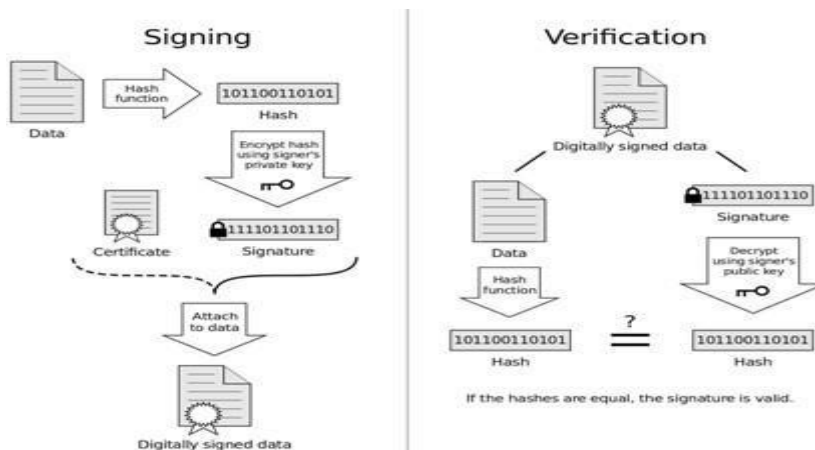 Signing
Data
Hash
function
101100110101
Hash
Encrypt hash
using signer's
private key
Certificate
111101101110
Signature
Attach
to data
Digitally signed data
Verification
Digitally signed data
Data
111101101110
Signature
Hash
function
Decrypt
using signer's
public key
101100110101
Hash
?
=
101100110101
Hash
If the hashes are equal, the signature is valid.